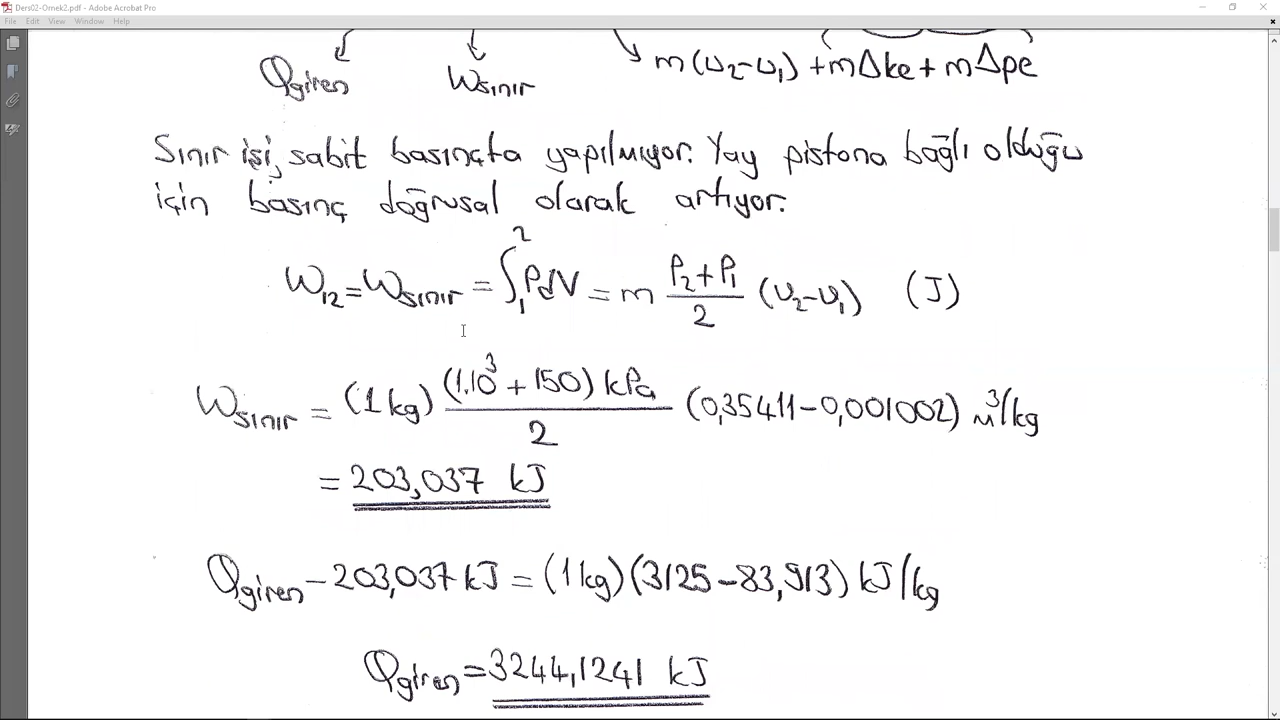 Ders02-Ornek2.pdf - Adobe Acrobat Pro
File Edit View Window Help
Qgiren Wsınır m(u₂-u₁) + mΔke + mΔpe
Sınır işi, sabit basınçta yapılmıyor. Yay pistona bağlı olduğu
için basınç doğrusal olarak artıyor.
W₁₂ = Wsınır = ∫₁² PdV = m (P₂+P₁)/2 (υ₂-υ₁) (J)
Wsınır = (1 kg) (1.10³ + 150) kPa / 2 (0,35411-0,001002) m³/kg
= 203,037 kJ
Qgiren - 203,037 kJ = (1 kg) (3125-83,913) kJ/kg
Qgiren = 3244,1241 kJ